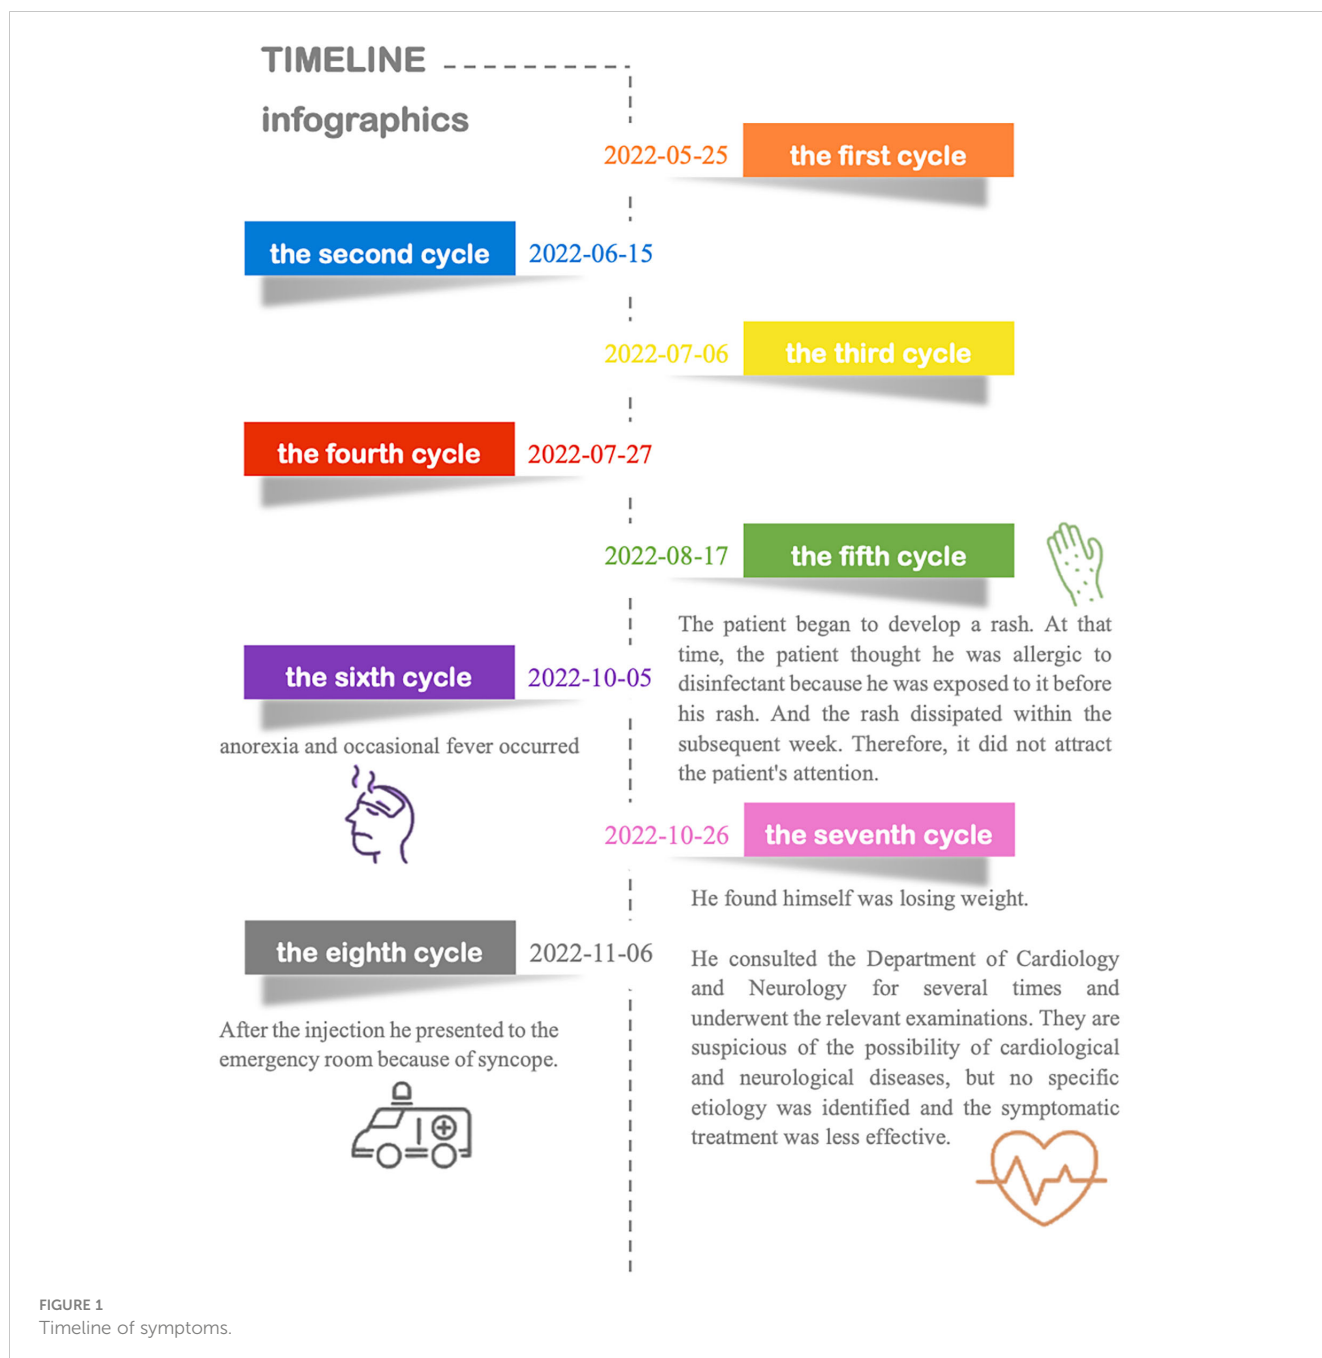 TIMELINE
infographics
2022-05-25 the first cycle
the second cycle 2022-06-15
2022-07-06 the third cycle
the fourth cycle 2022-07-27
2022-08-17 the fifth cycle
The patient began to develop a rash. At that
time, the patient thought he was allergic to
disinfectant because he was exposed to it before
his rash. And the rash dissipated within the
subsequent week. Therefore, it did not attract
the patient's attention.
the sixth cycle 2022-10-05
anorexia and occasional fever occurred
2022-10-26 the seventh cycle
He found himself was losing weight.
He consulted the Department of Cardiology
and Neurology for several times and
underwent the relevant examinations. They are
suspicious of the possibility of cardiological
and neurological diseases, but no specific
etiology was identified and the symptomatic
treatment was less effective.
the eighth cycle 2022-11-06
After the injection he presented to the
emergency room because of syncope.
FIGURE 1
Timeline of symptoms.